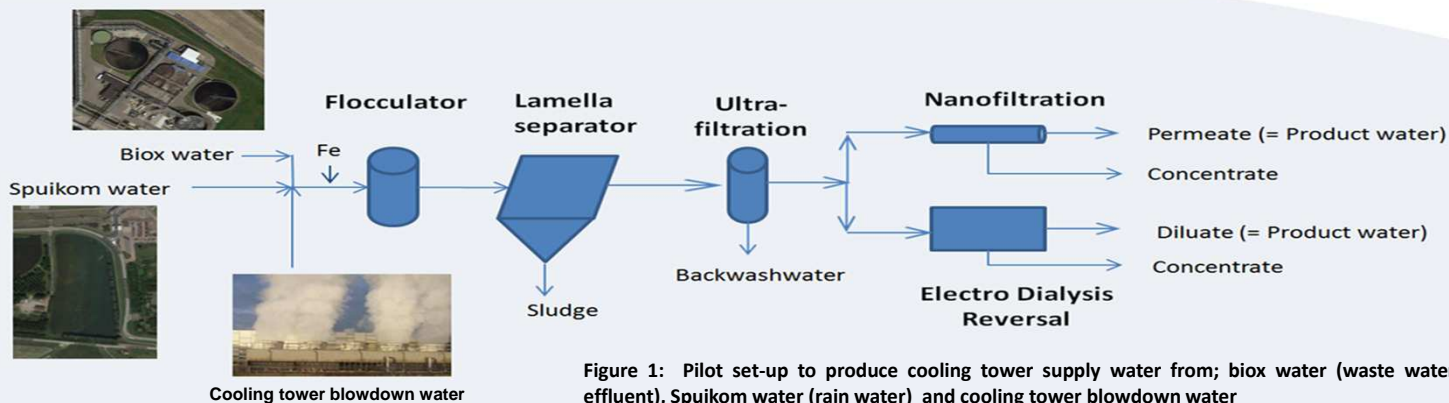 Flocculator
Lamella
separator
Ultra-
filtration
Nanofiltration
Biox water
Fe
Permeate (= Product water)
Spuikom water
Concentrate
Diluate (= Product water)
Backwashwater
Concentrate
Sludge
Electro Dialysis
Reversal
Cooling tower blowdown water
Figure 1: Pilot set-up to produce cooling tower supply water from; biox water (waste water
effluent), Spuikom water (rain water) and cooling tower blowdown water